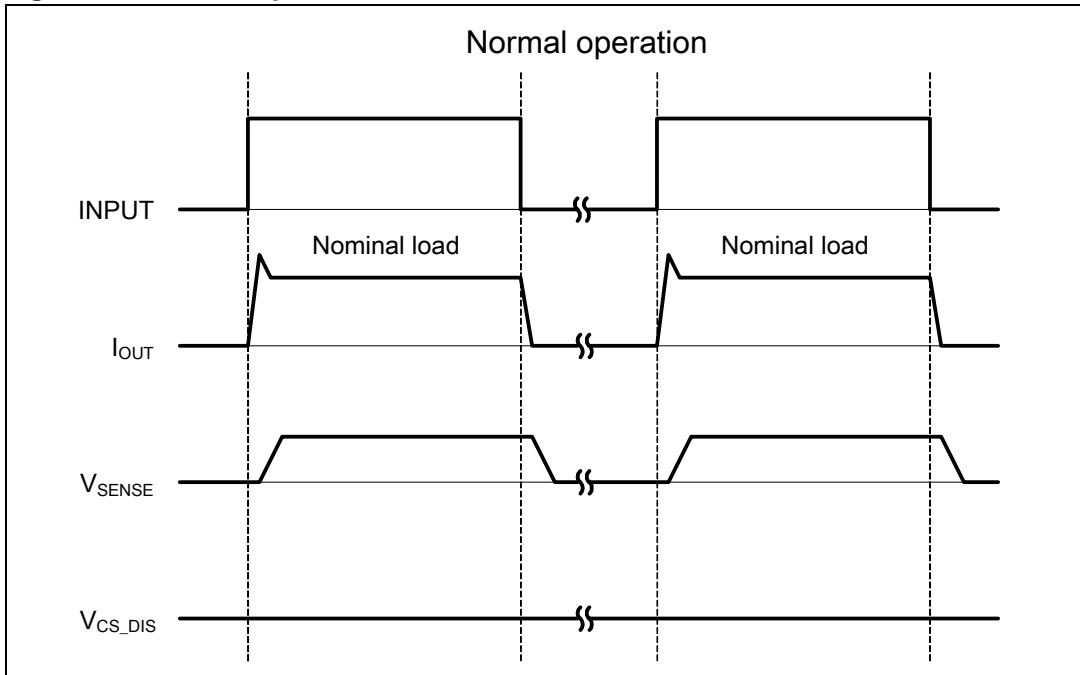 Normal operation
INPUT
Nominal load
Nominal load
IOUT
VSENSE
VCS_DIS